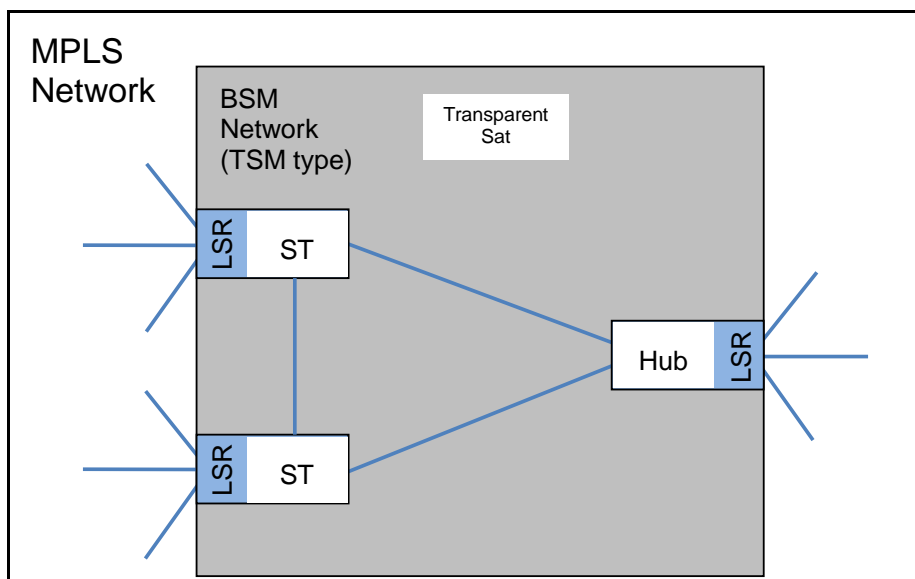 MPLS
Network
BSM
Network
(TSM type)
Transparent
Sat
LSR
ST
Hub
LSR
LSR
ST